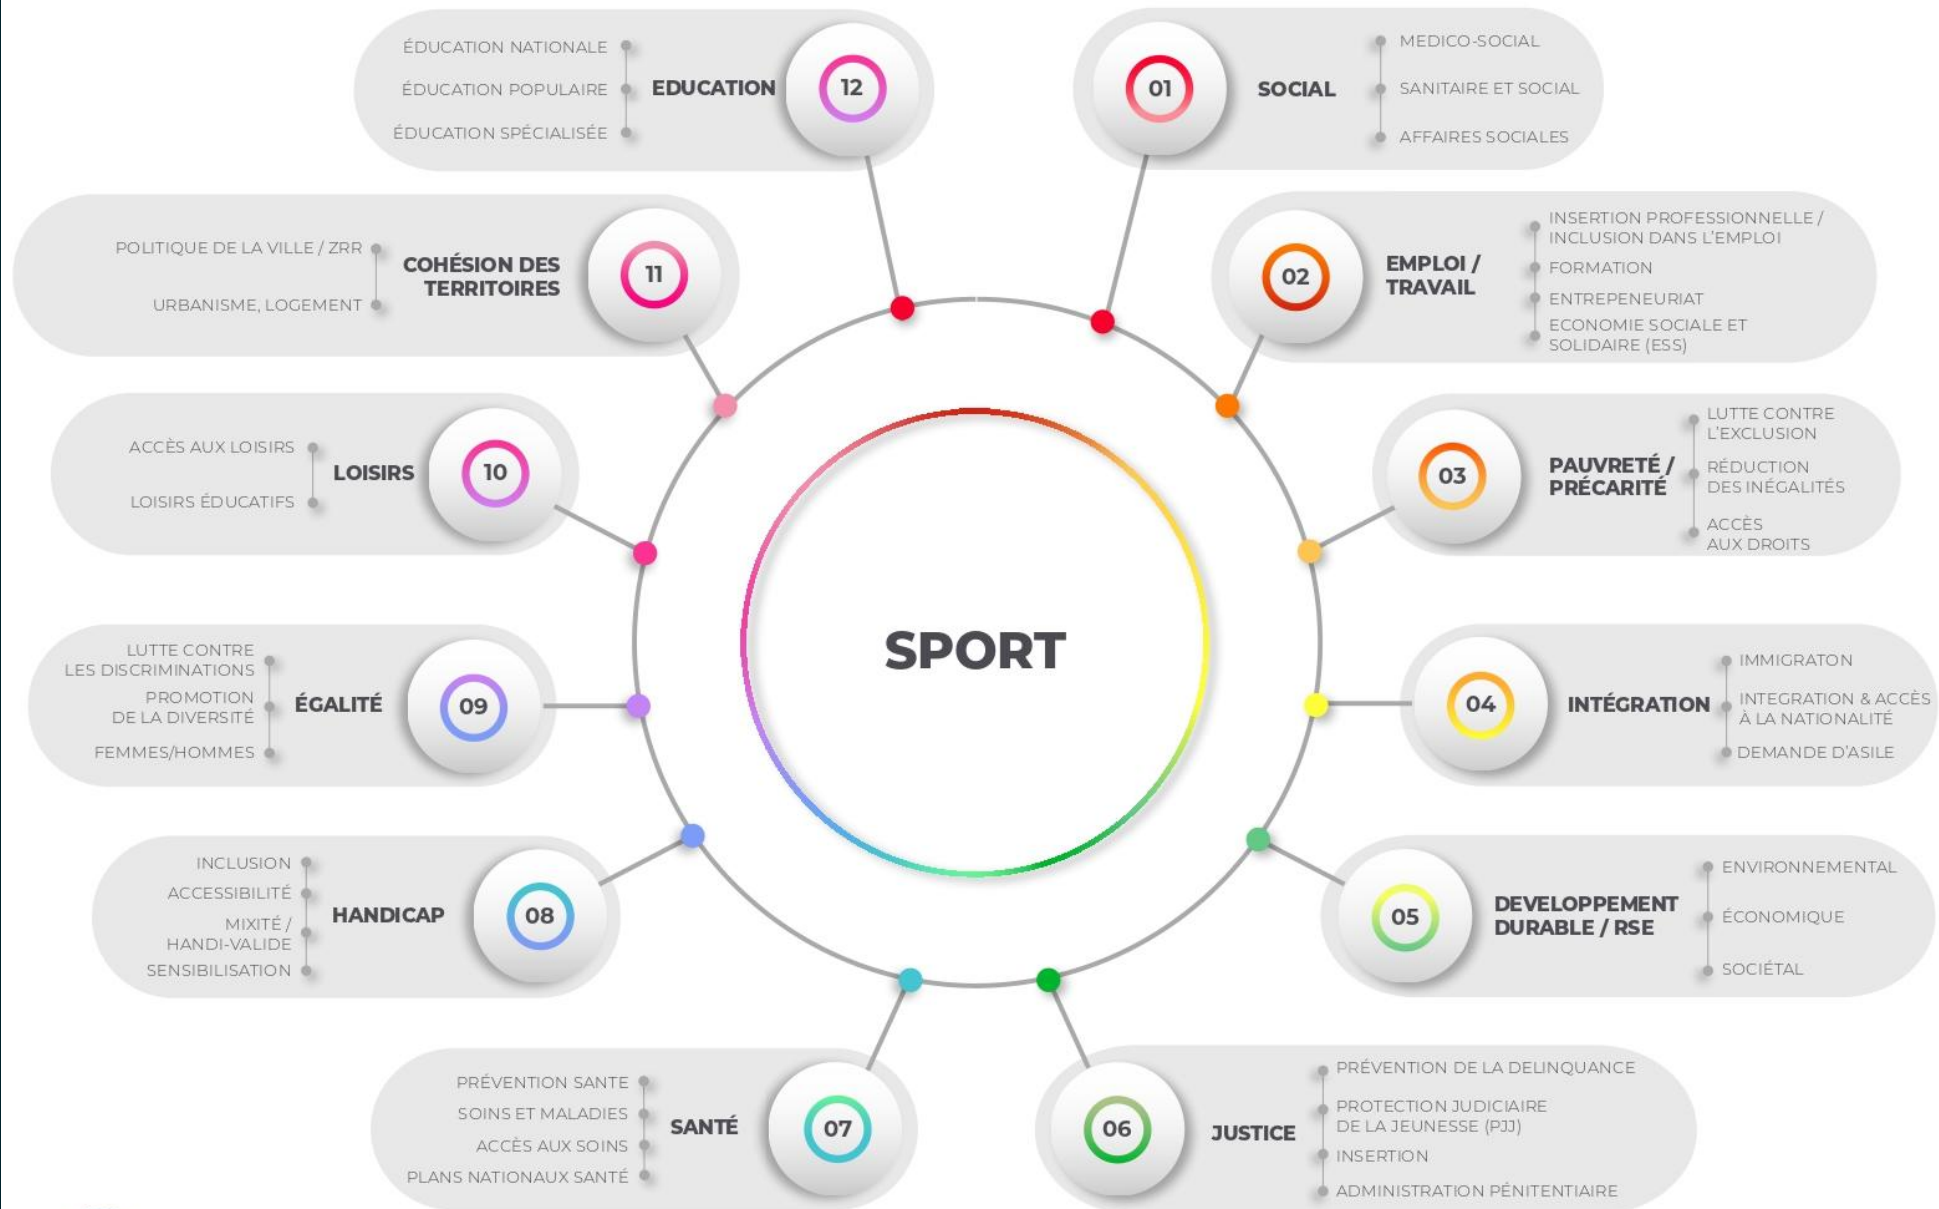 SPORT
01
SOCIAL
MEDICO-SOCIAL
SANITAIRE ET SOCIAL
AFFAIRES SOCIALES
02
EMPLOI /
TRAVAIL
INSERTION PROFESSIONNELLE /
INCLUSION DANS L'EMPLOI
FORMATION
ENTREPENEURIAT
ECONOMIE SOCIALE ET
SOLIDAIRE (ESS)
03
PAUVRETÉ /
PRÉCARITÉ
LUTTE CONTRE
L'EXCLUSION
RÉDUCTION
DES INÉGALITÉS
ACCÈS
AUX DROITS
04
INTÉGRATION
IMMIGRATON
INTEGRATION & ACCÈS
À LA NATIONALITÉ
DEMANDE D'ASILE
05
DEVELOPPEMENT
DURABLE / RSE
ENVIRONNEMENTAL
ÉCONOMIQUE
SOCIÉTAL
06
JUSTICE
PRÉVENTION DE LA DELINQUANCE
PROTECTION JUDICIAIRE
DE LA JEUNESSE (PJJ)
INSERTION
ADMINISTRATION PÉNITENTIAIRE
07
SANTÉ
PRÉVENTION SANTE
SOINS ET MALADIES
ACCÈS AUX SOINS
PLANS NATIONAUX SANTÉ
08
HANDICAP
INCLUSION
ACCESSIBILITÉ
MIXITÉ /
HANDI-VALIDE
SENSIBILISATION
09
ÉGALITÉ
LUTTE CONTRE
LES DISCRIMINATIONS
PROMOTION
DE LA DIVERSITÉ
FEMMES/HOMMES
10
LOISIRS
ACCÈS AUX LOISIRS
LOISIRS ÉDUCATIFS
11
COHÉSION DES
TERRITOIRES
POLITIQUE DE LA VILLE / ZRR
URBANISME, LOGEMENT
12
EDUCATION
ÉDUCATION NATIONALE
ÉDUCATION POPULAIRE
ÉDUCATION SPÉCIALISÉE